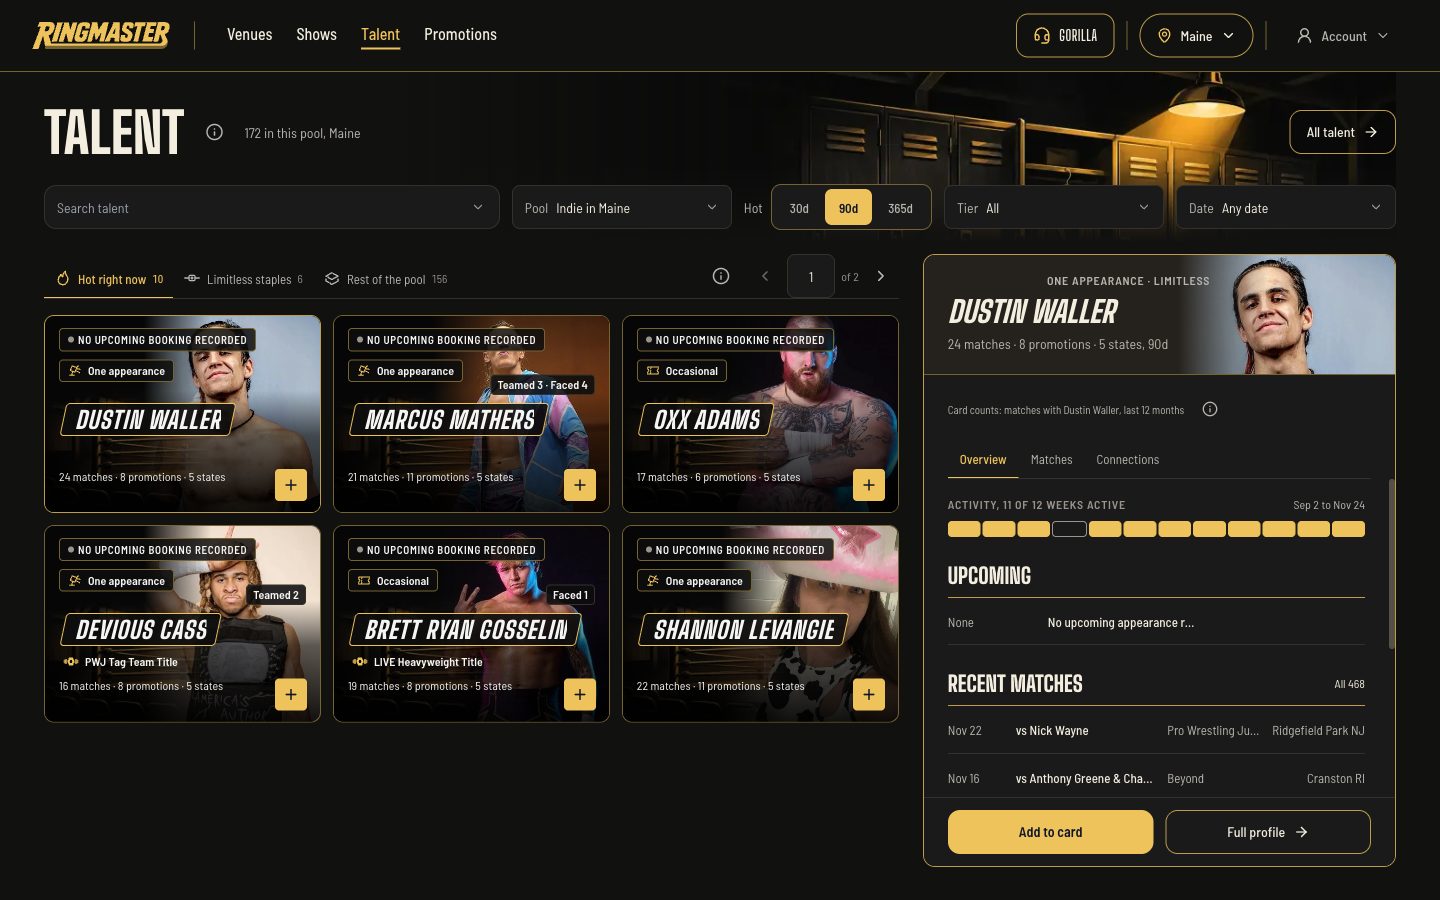 RINGMASTER
Venues Shows Talent Promotions
GORILLA
Maine
Account
TALENT
172 in this pool, Maine
All talent
Search talent
Pool Indie in Maine
Hot 30d 90d 365d
Tier All
Date Any date
Hot right now 10
Limitless staples 6
Rest of the pool 156
1 of 2
NO UPCOMING BOOKING RECORDED
One appearance
DUSTIN WALLER
24 matches · 8 promotions · 5 states
NO UPCOMING BOOKING RECORDED
One appearance
Teamed 3 · Faced 4
MARCUS MATHERS
21 matches · 11 promotions · 5 states
NO UPCOMING BOOKING RECORDED
Occasional
OXX ADAMS
17 matches · 6 promotions · 5 states
NO UPCOMING BOOKING RECORDED
One appearance
Teamed 2
DEVIOUS CASS
PWJ Tag Team Title
16 matches · 8 promotions · 5 states
NO UPCOMING BOOKING RECORDED
Occasional
Faced 1
BRETT RYAN GOSSELIN
LIVE Heavyweight Title
19 matches · 8 promotions · 5 states
NO UPCOMING BOOKING RECORDED
One appearance
SHANNON LEVANGIE
22 matches · 11 promotions · 5 states
ONE APPEARANCE · LIMITLESS
DUSTIN WALLER
24 matches · 8 promotions · 5 states, 90d
Card counts: matches with Dustin Waller, last 12 months
Overview Matches Connections
ACTIVITY, 11 OF 12 WEEKS ACTIVE Sep 2 to Nov 24
UPCOMING
None No upcoming appearance r...
RECENT MATCHES All 468
Nov 22 vs Nick Wayne Pro Wrestling Ju... Ridgefield Park NJ
Nov 16 vs Anthony Greene & Cha... Beyond Cranston RI
Add to card
Full profile